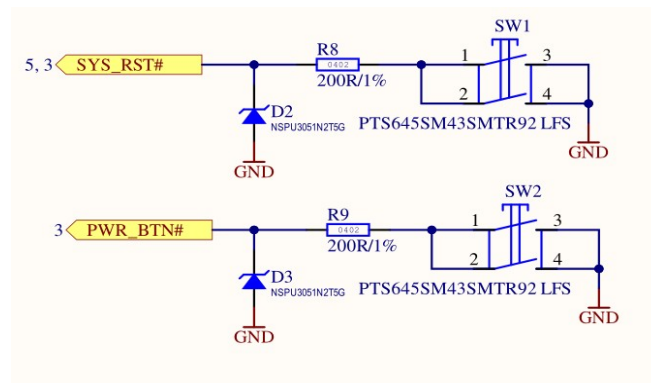 SW1
5, 3 SYS_RST# R8 1 3
0402
200R/1% 2 4
D2
NSPU3051N2T5G PTS645SM43SMTR92 LFS
GND GND
SW2
3 PWR_BTN# R9 1 3
0402
200R/1% 2 4
D3
NSPU3051N2T5G PTS645SM43SMTR92 LFS
GND GND